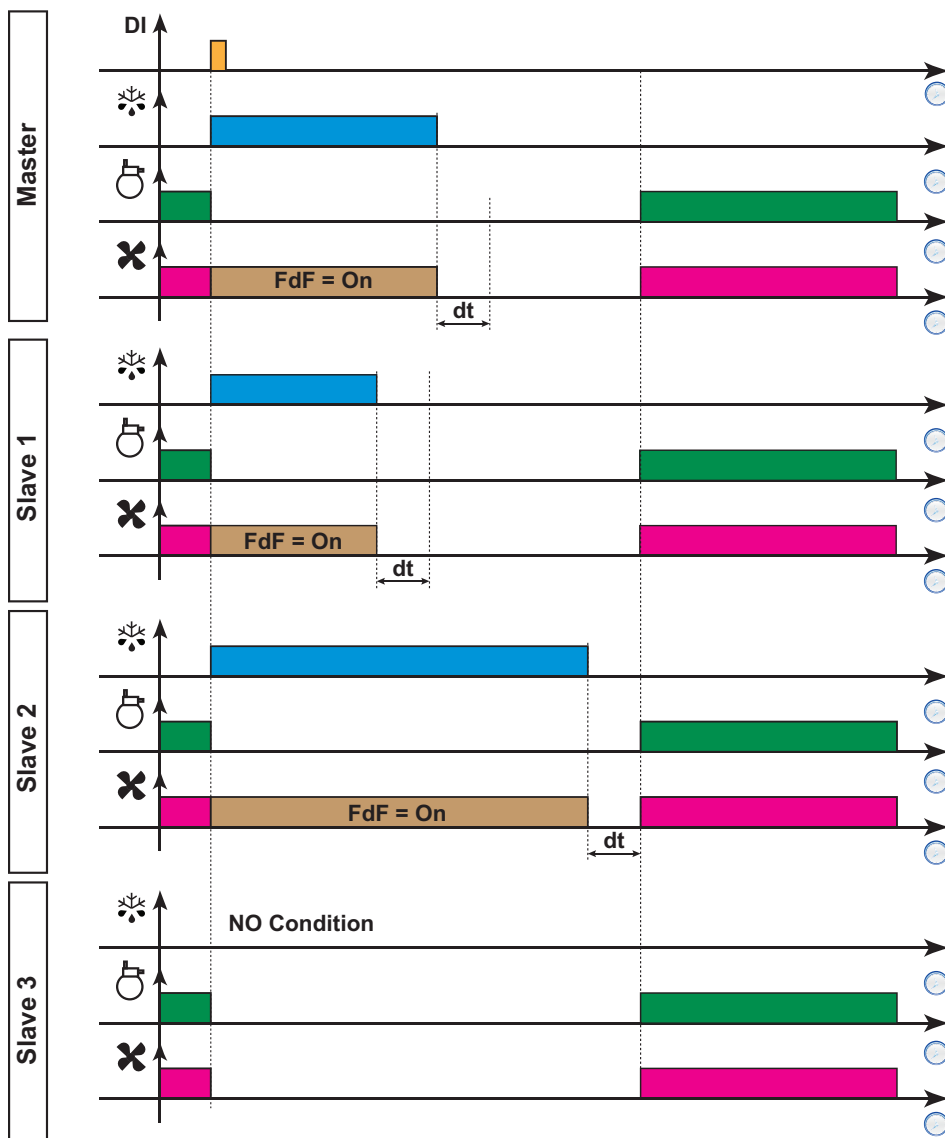 Master
DI
FdF = On
dt
Slave 1
FdF = On
dt
Slave 2
FdF = On
dt
Slave 3
NO Condition